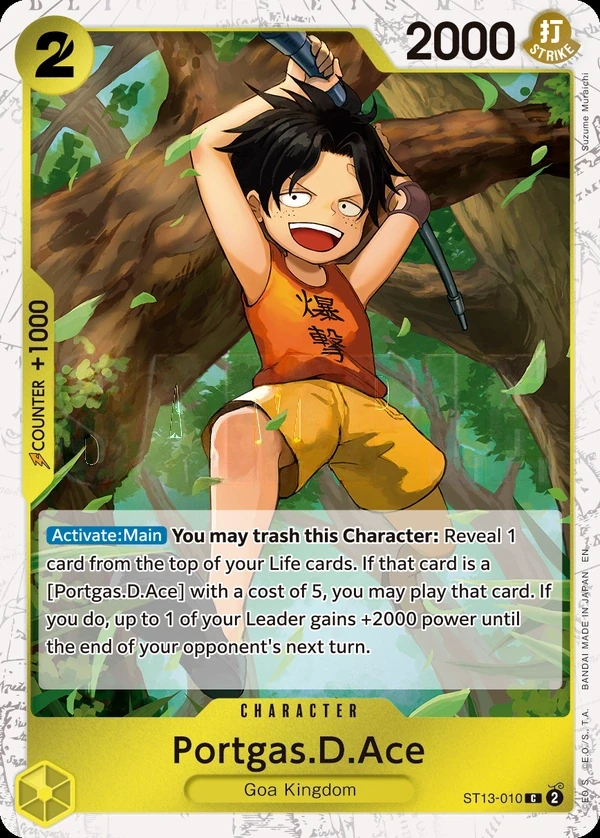 2
2000
打
STRIKE
Suzume Muraichi
爆
撃
COUNTER +1000
Activate:Main You may trash this Character: Reveal 1
card from the top of your Life cards. If that card is a
[Portgas.D.Ace] with a cost of 5, you may play that card. If
you do, up to 1 of your Leader gains +2000 power until
the end of your opponent's next turn.
BANDAI MADE IN JAPAN EN
CHARACTER
Portgas.D.Ace
Goa Kingdom
ST13-010 C 2